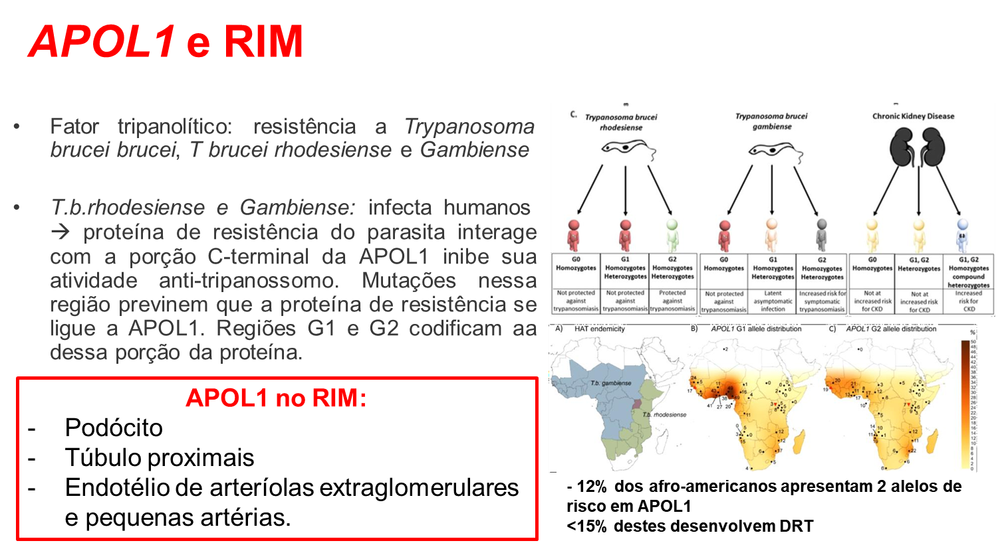 APOL1 e RIM
• Fator tripanolítico: resistência a Trypanosoma
brucei brucei, T brucei rhodesiense e Gambiense
• T.b.rhodesiense e Gambiense: infecta humanos
→ proteína de resistência do parasita interage
com a porção C-terminal da APOL1 inibe sua
atividade anti-tripanossomo. Mutações nessa
região previnem que a proteína de resistência se
ligue a APOL1. Regiões G1 e G2 codificam aa
dessa porção da proteína.
APOL1 no RIM:
- Podócito
- Túbulo proximais
- Endotélio de arteríolas extraglomerulares
e pequenas artérias.
C.
Trypanosoma brucei
rhodesiense
Trypanosoma brucei
gambiense
Chronic Kidney Disease
G0
Homozygotes
Not protected
against
trypanosomiasis
G1
Homozygotes
Heterozygotes
Not protected
against
trypanosomiasis
G2
Homozygotes
Heterozygotes
Protected
against
trypanosomiasis
G0
Homozygotes
Not protected
against
trypanosomiasis
G1
Homozygotes
Heterozygotes
Latent
asymptomatic
infection
G2
Homozygotes
Heterozygotes
Increased risk for
symptomatic
trypanosomiasis
G0
Homozygotes
Not at
increased risk
for CKD
G1, G2
Heterozygotes
Not at
increased risk
for CKD
G1, G2
Homozygotes
compound
heterozygotes
Increased
risk for
CKD
A) HAT endemicity
T.b. gambiense
T.b. rhodesiense
B) APOL1 G1 allele distribution
C) APOL1 G2 allele distribution
%
50
48
46
44
42
40
38
36
34
32
30
28
26
24
22
20
18
16
14
12
10
8
6
4
2
0
- 12% dos afro-americanos apresentam 2 alelos de
risco em APOL1
<15% destes desenvolvem DRT